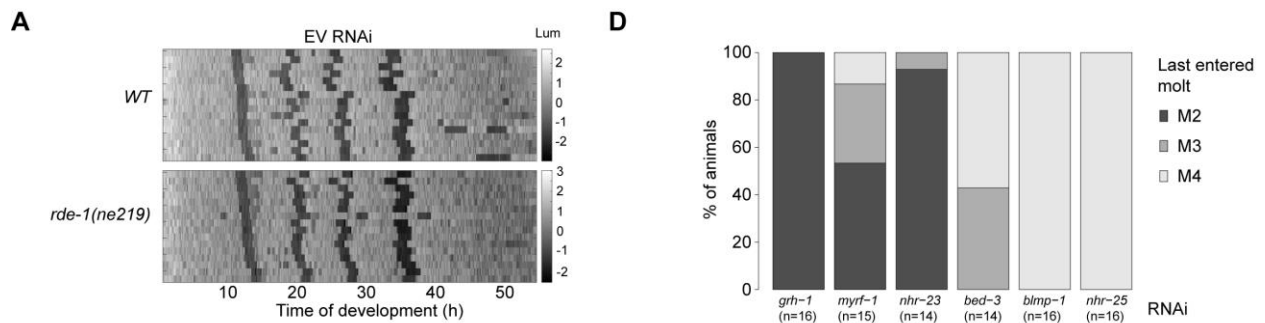 A
EV RNAi
Lum
WT
2
1
0
-1
-2
rde-1(ne219)
3
2
1
0
-1
-2
10 20 30 40 50
Time of development (h)
D
% of animals
100
80
60
40
20
0
grh-1 myrf-1 nhr-23 bed-3 blmp-1 nhr-25
(n=16) (n=15) (n=14) (n=14) (n=16) (n=16)
RNAi
Last entered
molt
M2
M3
M4